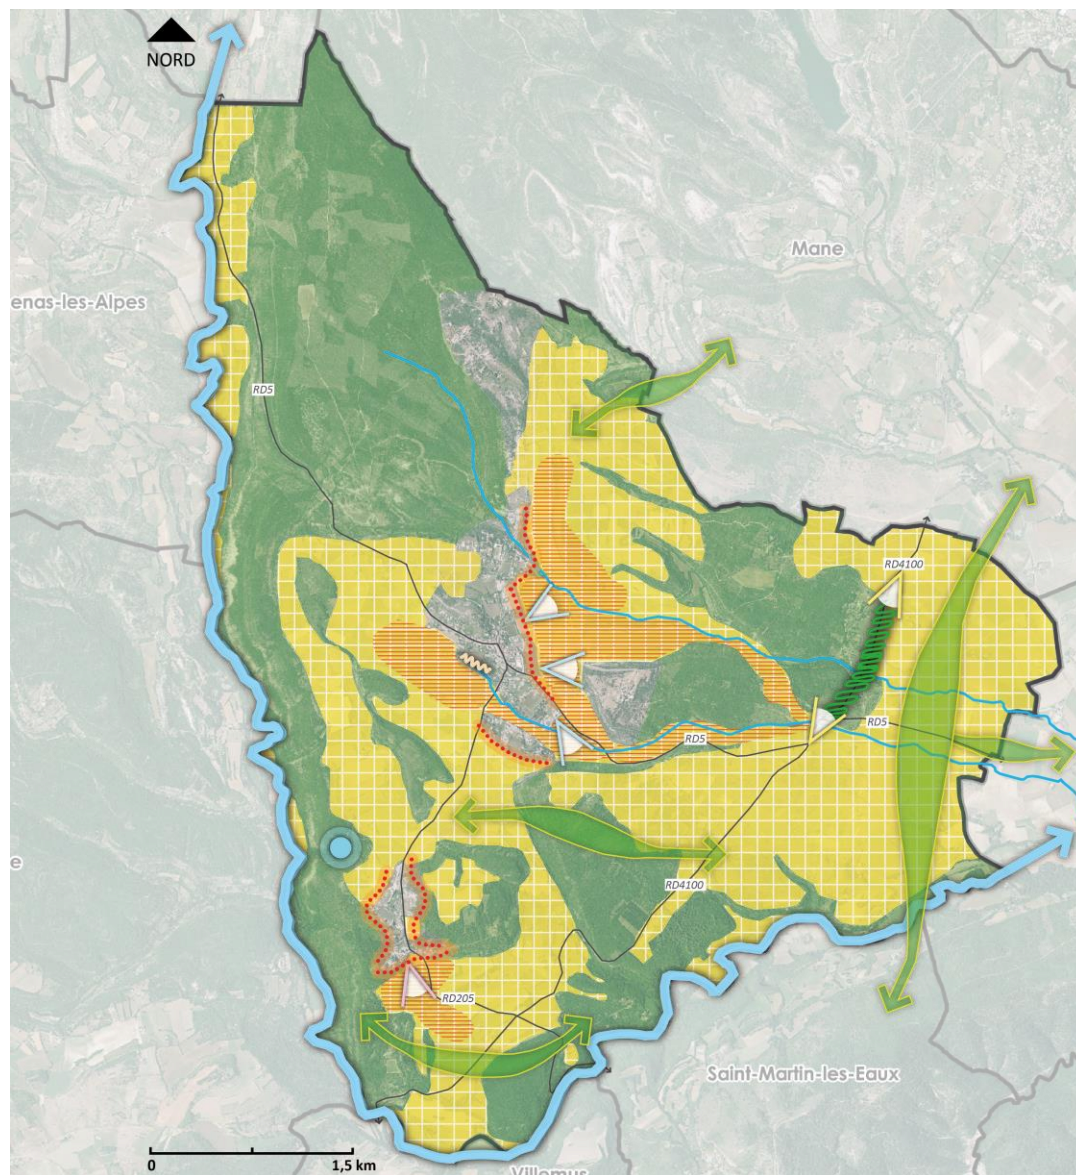 NORD
Mane
enas-les-Alpes
RD5
RD4100
RD5
RD5
e
RD4100
RD205
Saint-Martin-les-Eaux
0
1,5 km
Villemus